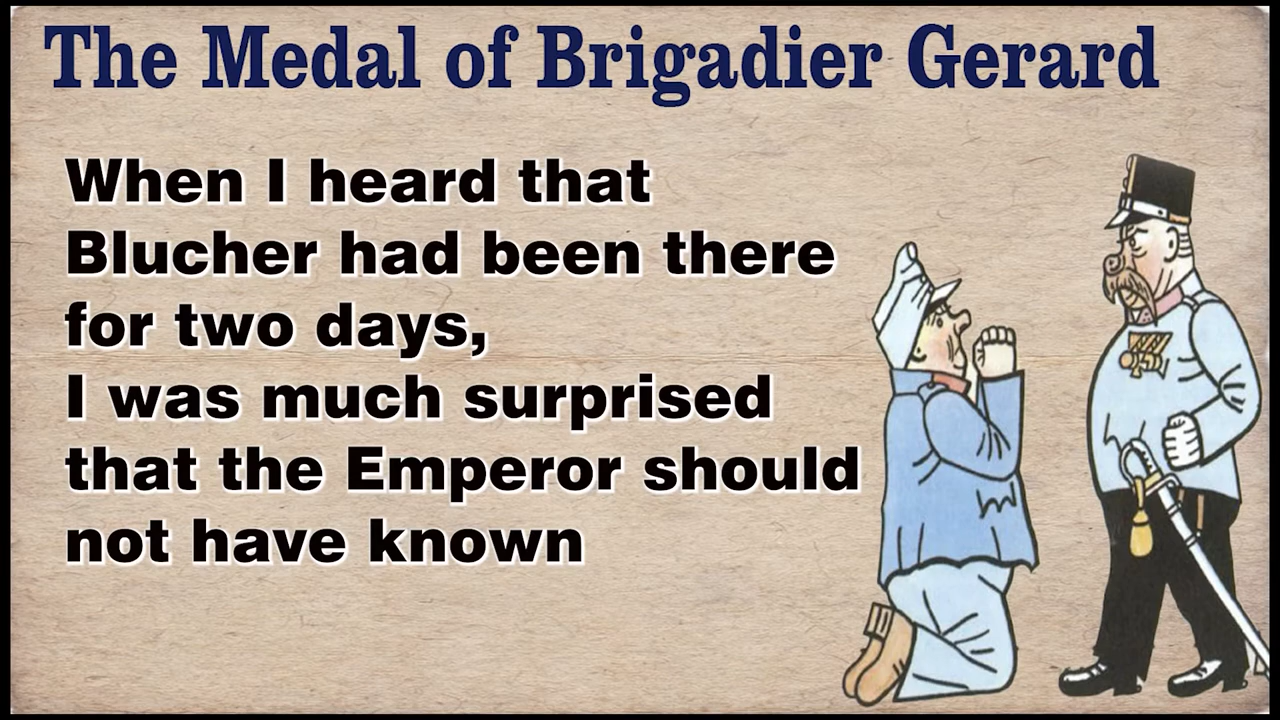 The Medal of Brigadier Gerard
When I heard that
Blucher had been there
for two days,
I was much surprised
that the Emperor should
not have known